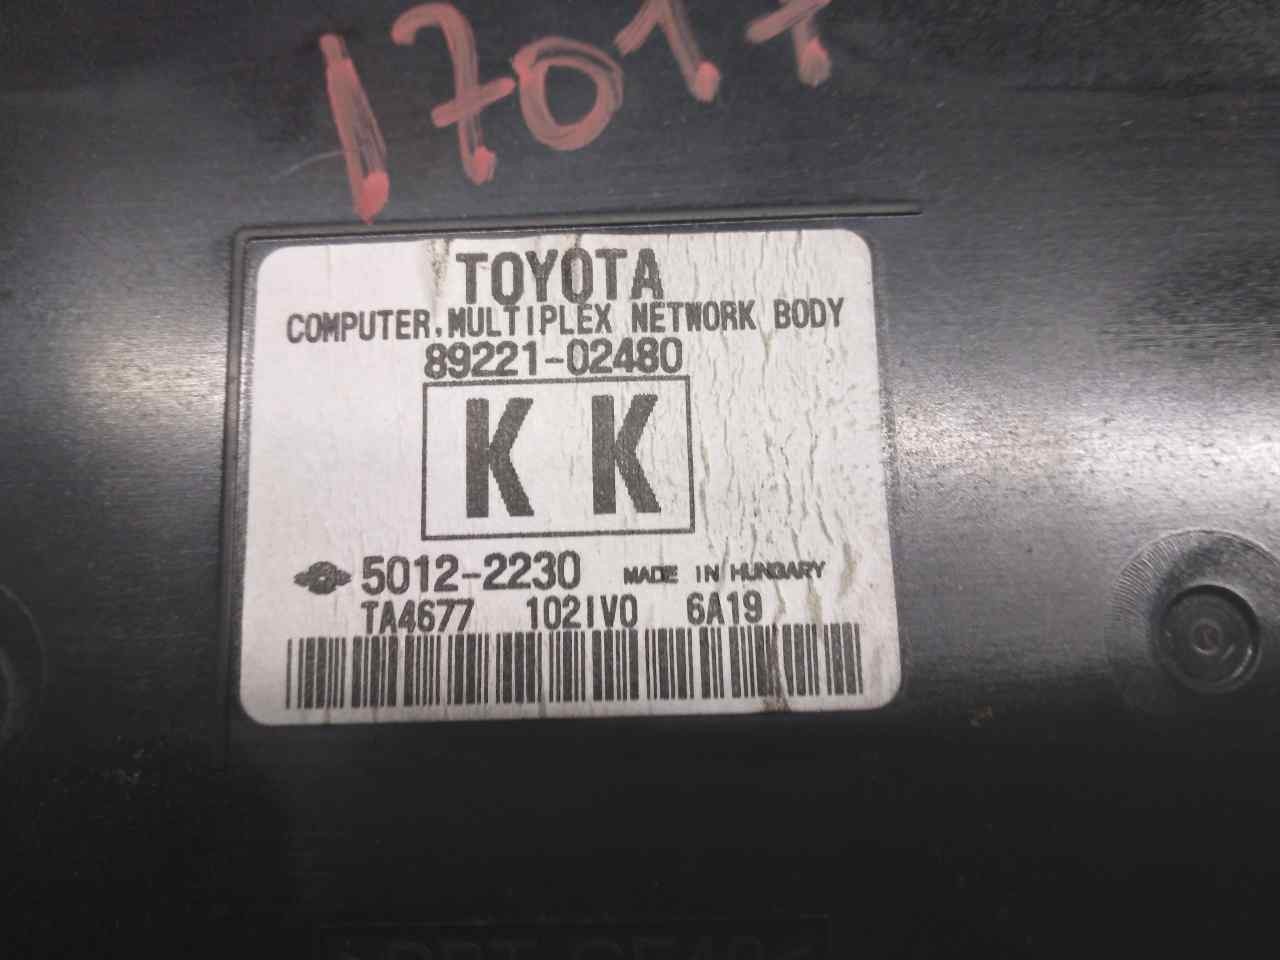 17017
TOYOTA
COMPUTER.MULTIPLEX NETWORK BODY
89221-02480
K K
5012-2230 MADE IN HUNGARY
TA4677 102IV0 6A19